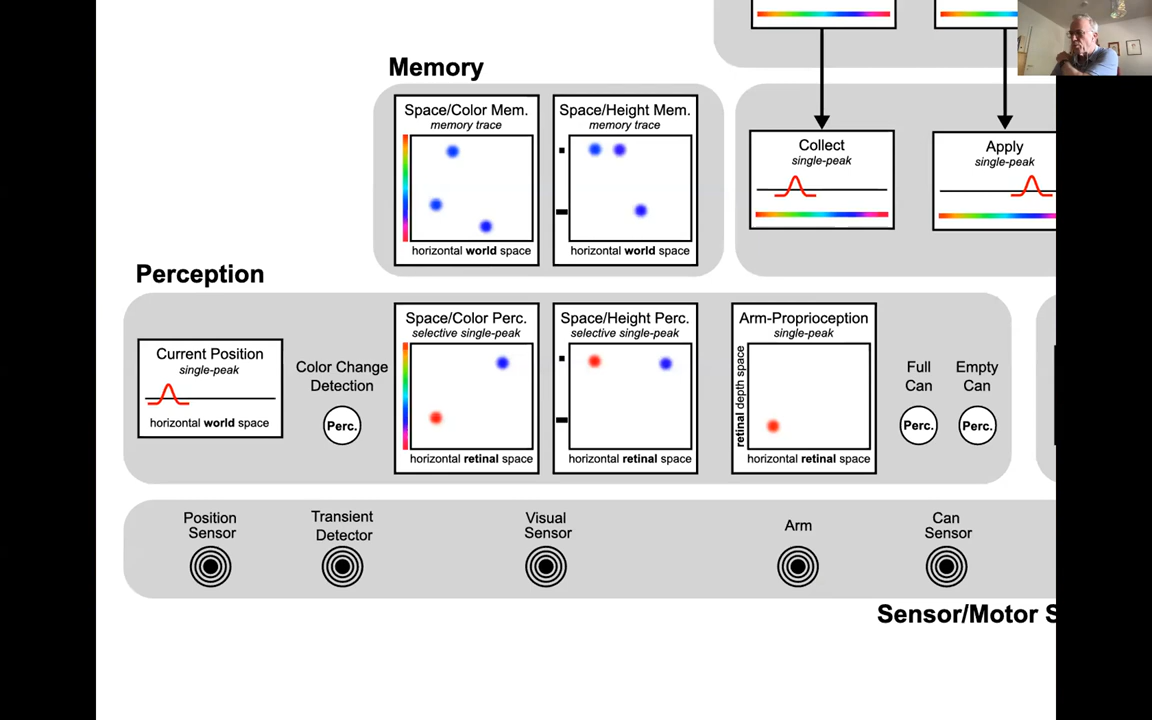 Memory
Space/Color Mem.
memory trace
horizontal world space
Space/Height Mem.
memory trace
horizontal world space
Collect
single-peak
Apply
single-peak
Perception
Current Position
single-peak
horizontal world space
Color Change
Detection
Perc.
Space/Color Perc.
selective single-peak
horizontal retinal space
Space/Height Perc.
selective single-peak
horizontal retinal space
Arm-Proprioception
single-peak
retinal depth space
horizontal retinal space
Full
Can
Perc.
Empty
Can
Perc.
Position
Sensor
Transient
Detector
Visual
Sensor
Arm
Can
Sensor
Sensor/Motor S